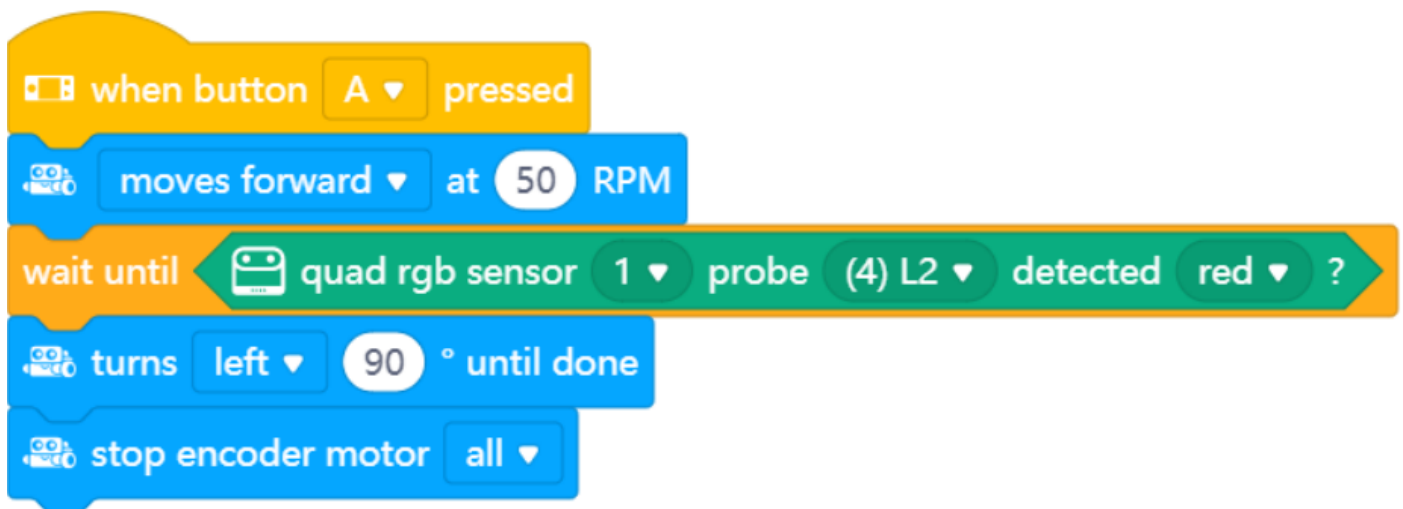 when button A pressed
moves forward at 50 RPM
wait until quad rgb sensor 1 probe (4) L2 detected red ?
turns left 90 ° until done
stop encoder motor all